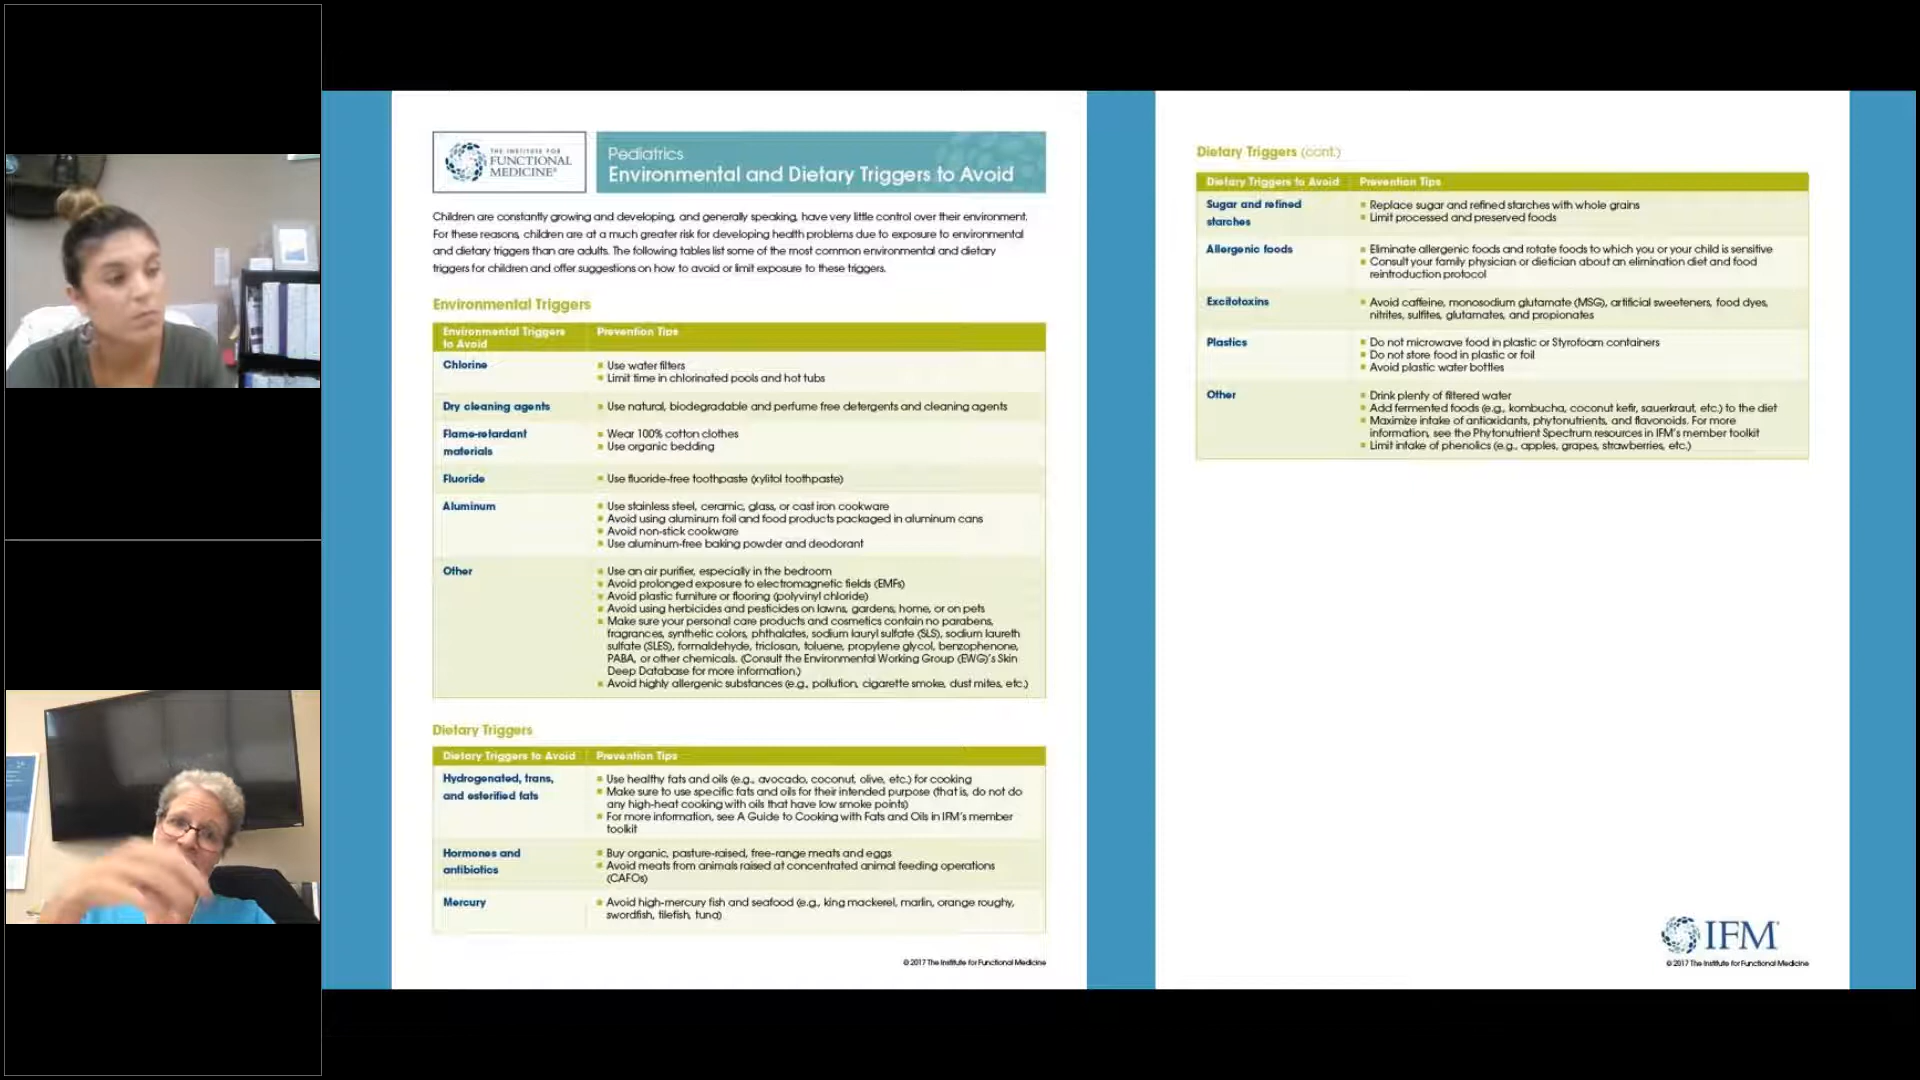 THE INSTITUTE FOR
FUNCTIONAL
MEDICINE®
Pediatrics
Environmental and Dietary Triggers to Avoid
Children are constantly growing and developing, and generally speaking, have very little control over their environment.
For these reasons, children are at a much greater risk for developing health problems due to exposure to environmental
and dietary triggers than are adults. The following tables list some of the most common environmental and dietary
triggers for children and offer suggestions on how to avoid or limit exposure to these triggers.
Environmental Triggers
Environmental Triggers
to Avoid
Prevention Tips
Chlorine
Use water filters
Limit time in chlorinated pools and hot tubs
Dry cleaning agents
Use natural, biodegradable and perfume free detergents and cleaning agents
Flame-retardant
materials
Wear 100% cotton clothes
Use organic bedding
Fluoride
Use fluoride-free toothpaste (xylitol toothpaste)
Aluminum
Use stainless steel, ceramic, glass, or cast iron cookware
Avoid using aluminum foil and food products packaged in aluminum cans
Avoid non-stick cookware
Use aluminum-free baking powder and deodorant
Other
Use an air purifier, especially in the bedroom
Avoid prolonged exposure to electromagnetic fields (EMFs)
Avoid plastic furniture or flooring (polyvinyl chloride)
Avoid using herbicides and pesticides on lawns, gardens, home, or on pets
Make sure your personal care products and cosmetics contain no parabens,
fragrances, synthetic colors, phthalates, sodium lauryl sulfate (SLS), sodium laureth
sulfate (SLES), formaldehyde, triclosan, toluene, propylene glycol, benzophenone,
PABA, or other chemicals. (Consult the Environmental Working Group (EWG)'s Skin
Deep Database for more information.)
Avoid highly allergenic substances (e.g., pollution, cigarette smoke, dust mites, etc.)
Dietary Triggers
Dietary Triggers to Avoid
Prevention Tips
Hydrogenated, trans,
and esterified fats
Use healthy fats and oils (e.g., avocado, coconut, olive, etc.) for cooking
Make sure to use specific fats and oils for their intended purpose (that is, do not do
any high-heat cooking with oils that have low smoke points)
For more information, see A Guide to Cooking with Fats and Oils in IFM's member
toolkit
Hormones and
antibiotics
Buy organic, pasture-raised, free-range meats and eggs
Avoid meats from animals raised at concentrated animal feeding operations
(CAFOs)
Mercury
Avoid high-mercury fish and seafood (e.g., king mackerel, marlin, orange roughy,
swordfish, tilefish, tuna)
© 2017 The Institute for Functional Medicine
Dietary Triggers (cont.)
Dietary Triggers to Avoid
Prevention Tips
Sugar and refined
starches
Replace sugar and refined starches with whole grains
Limit processed and preserved foods
Allergenic foods
Eliminate allergenic foods and rotate foods to which you or your child is sensitive
Consult your family physician or dietician about an elimination diet and food
reintroduction protocol
Excitotoxins
Avoid caffeine, monosodium glutamate (MSG), artificial sweeteners, food dyes,
nitrites, sulfites, glutamates, and propionates
Plastics
Do not microwave food in plastic or Styrofoam containers
Do not store food in plastic or foil
Avoid plastic water bottles
Other
Drink plenty of filtered water
Add fermented foods (e.g., kombucha, coconut kefir, sauerkraut, etc.) to the diet
Maximize intake of antioxidants, phytonutrients, and flavonoids. For more
information, see the Phytonutrient Spectrum resources in IFM's member toolkit
Limit intake of phenolics (e.g., apples, grapes, strawberries, etc.)
IFM
© 2017 The Institute for Functional Medicine